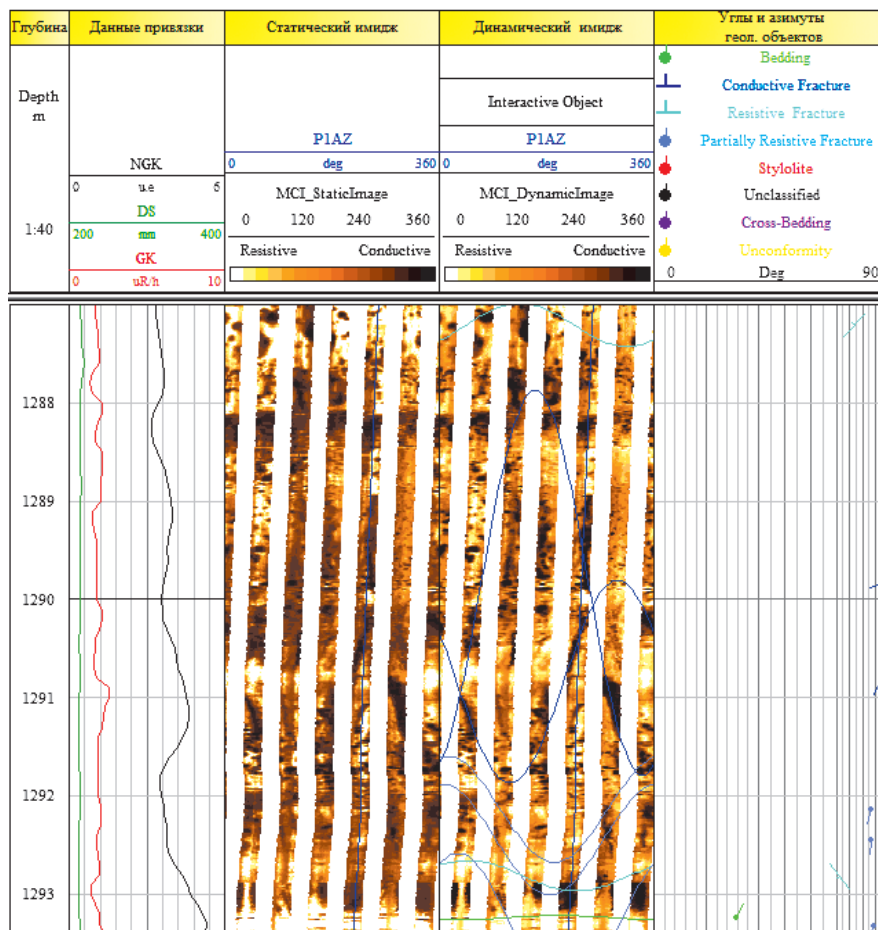 Глубина
Данные привязки
Статический имидж
Динамический имидж
Углы и азимуты
геол. объектов
Depth
m
1:40
NGK
0 u.e 6
DS
200 mm 400
GK
0 uR/h 10
P1AZ
0 deg 360
MCI_StaticImage
0 120 240 360
Resistive Conductive
Interactive Object
P1AZ
0 deg 360
MCI_DynamicImage
0 120 240 360
Resistive Conductive
Bedding
Conductive Fracture
Resistive Fracture
Partially Resistive Fracture
Stylolite
Unclassified
Cross-Bedding
Unconformity
0 Deg 90
1288
1289
1290
1291
1292
1293